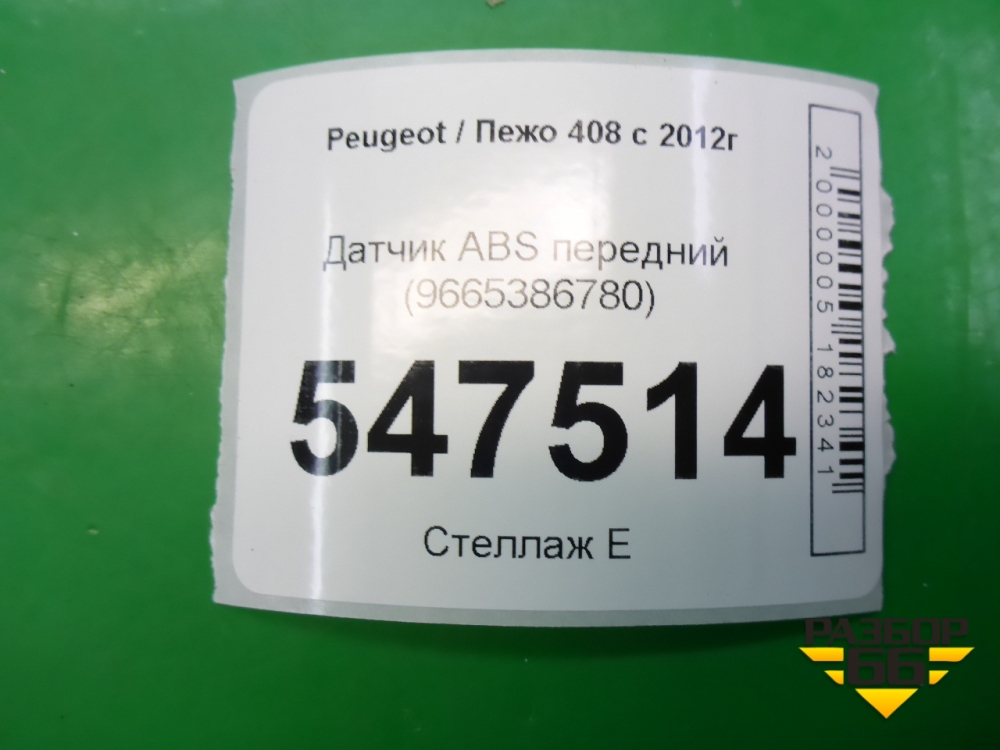 Peugeot / Пежо 408 с 2012г
Датчик ABS передний
(9665386780)
547514
Стеллаж Е
2000005182341
РАЗБОР
66